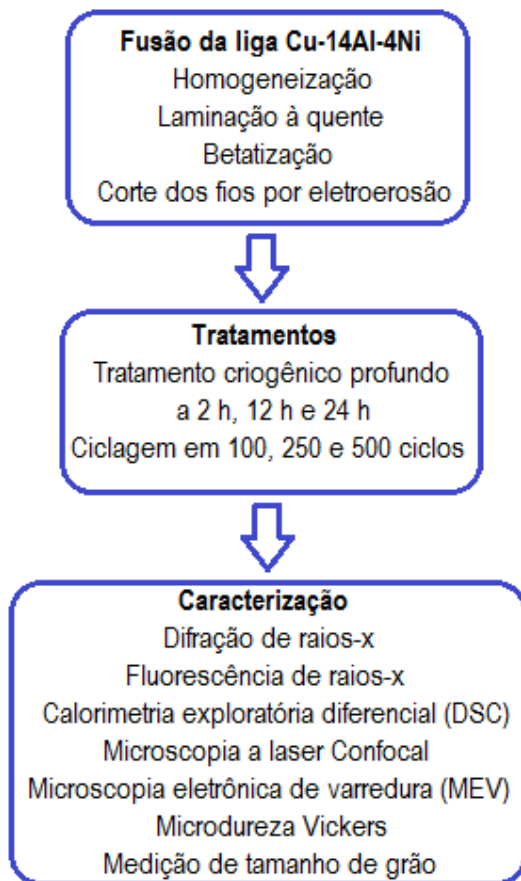 Fusão da liga Cu-14Al-4Ni
Homogeneização
Laminação à quente
Betatização
Corte dos fios por eletroerosão
Tratamentos
Tratamento criogênico profundo
a 2 h, 12 h e 24 h
Ciclagem em 100, 250 e 500 ciclos
Caracterização
Difração de raios-x
Fluorescência de raios-x
Calorimetria exploratória diferencial (DSC)
Microscopia a laser Confocal
Microscopia eletrônica de varredura (MEV)
Microdureza Vickers
Medição de tamanho de grão